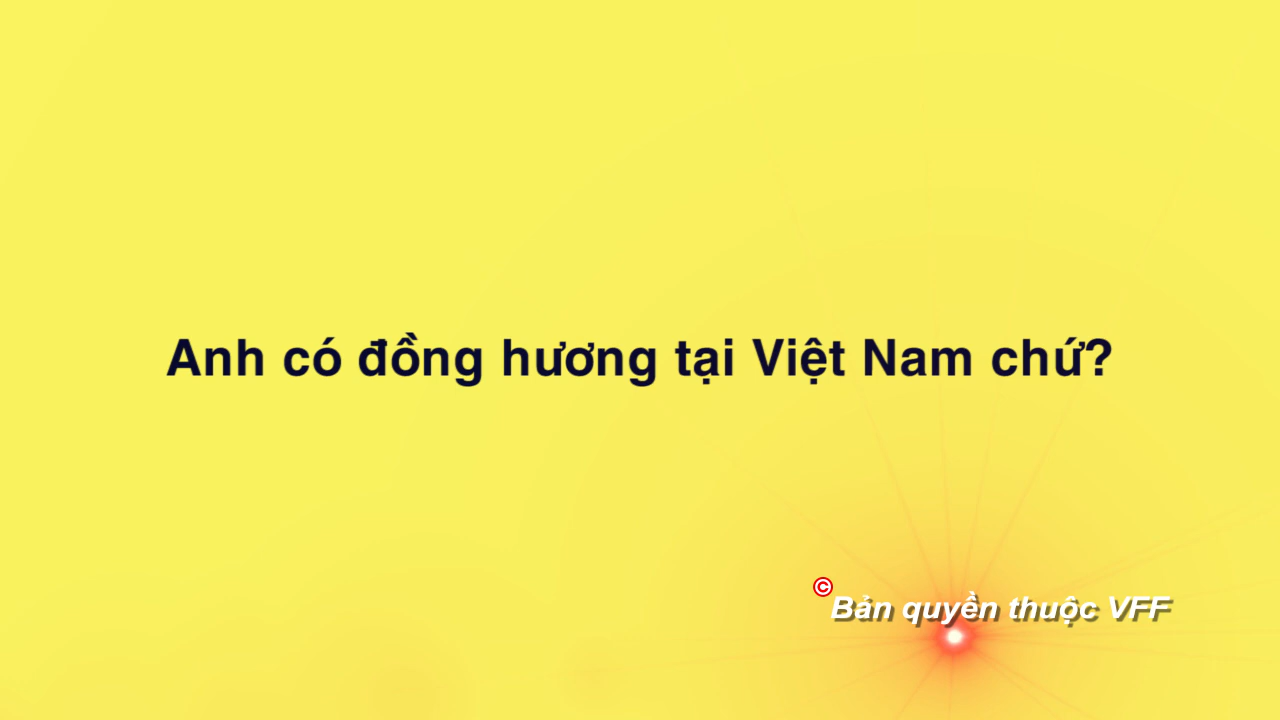 Anh có đồng hương tại Việt Nam chứ?
© Bản quyền thuộc VFF